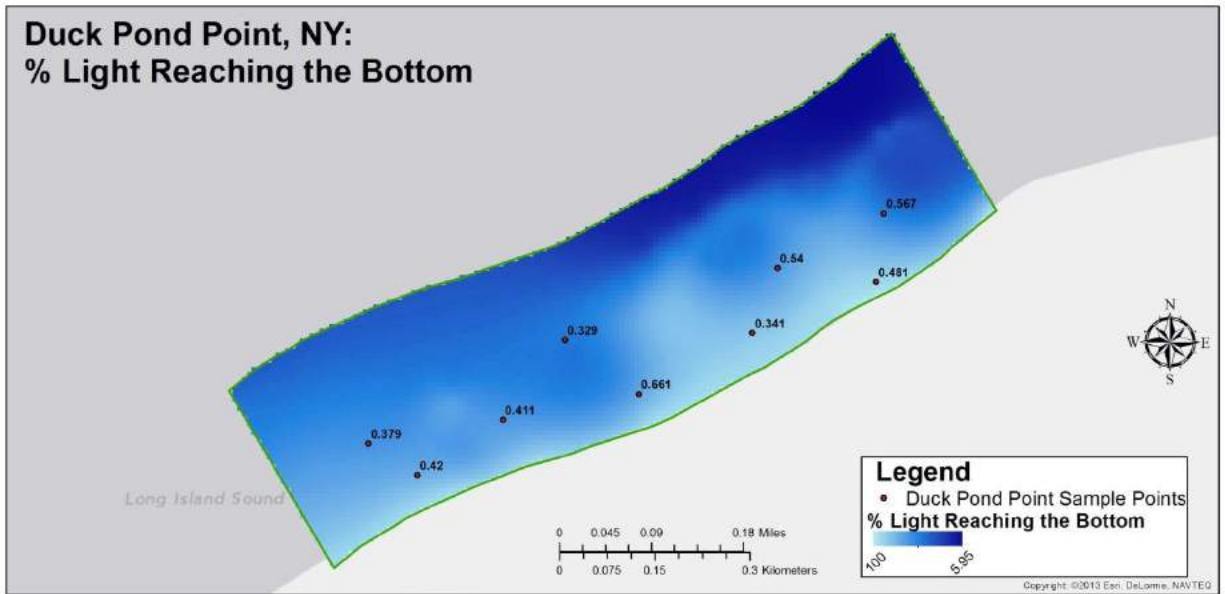 Duck Pond Point, NY:
% Light Reaching the Bottom
0.567
0.54
0.481
0.329
0.341
0.661
0.411
0.379
0.42
N
W E
S
Long Island Sound
Legend
Duck Pond Point Sample Points
% Light Reaching the Bottom
100 5.95
0 0.045 0.09 0.18 Miles
0 0.075 0.15 0.3 Kilometers
Copyright: ©2013 Esri, DeLorme, NAVTEQ